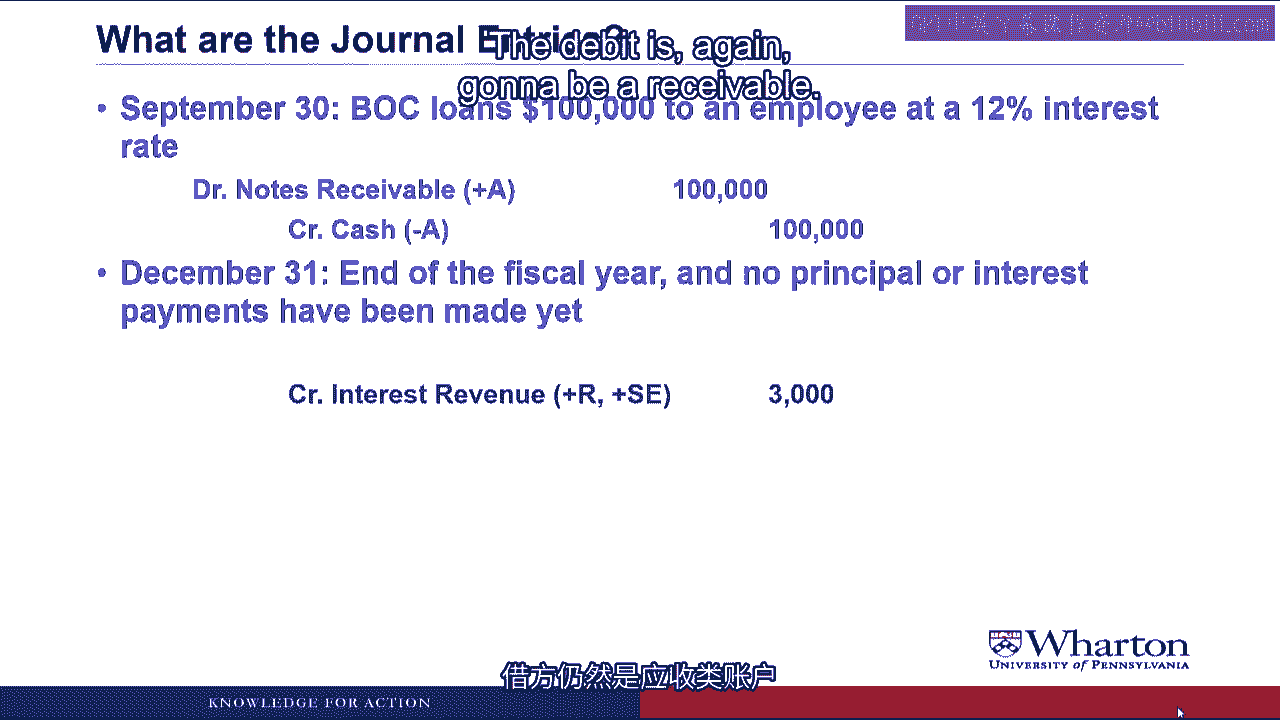 What are the Journal Entries?
The debit is, again,
gonna be a receivable.
• September 30: BOC loans $100,000 to an employee at a 12% interest
rate
Dr. Notes Receivable (+A) 100,000
Cr. Cash (-A) 100,000
• December 31: End of the fiscal year, and no principal or interest
payments have been made yet
Cr. Interest Revenue (+R, +SE) 3,000
Wharton
UNIVERSITY of PENNSYLVANIA
借方仍然是应收类账户
KNOWLEDGE FOR ACTION